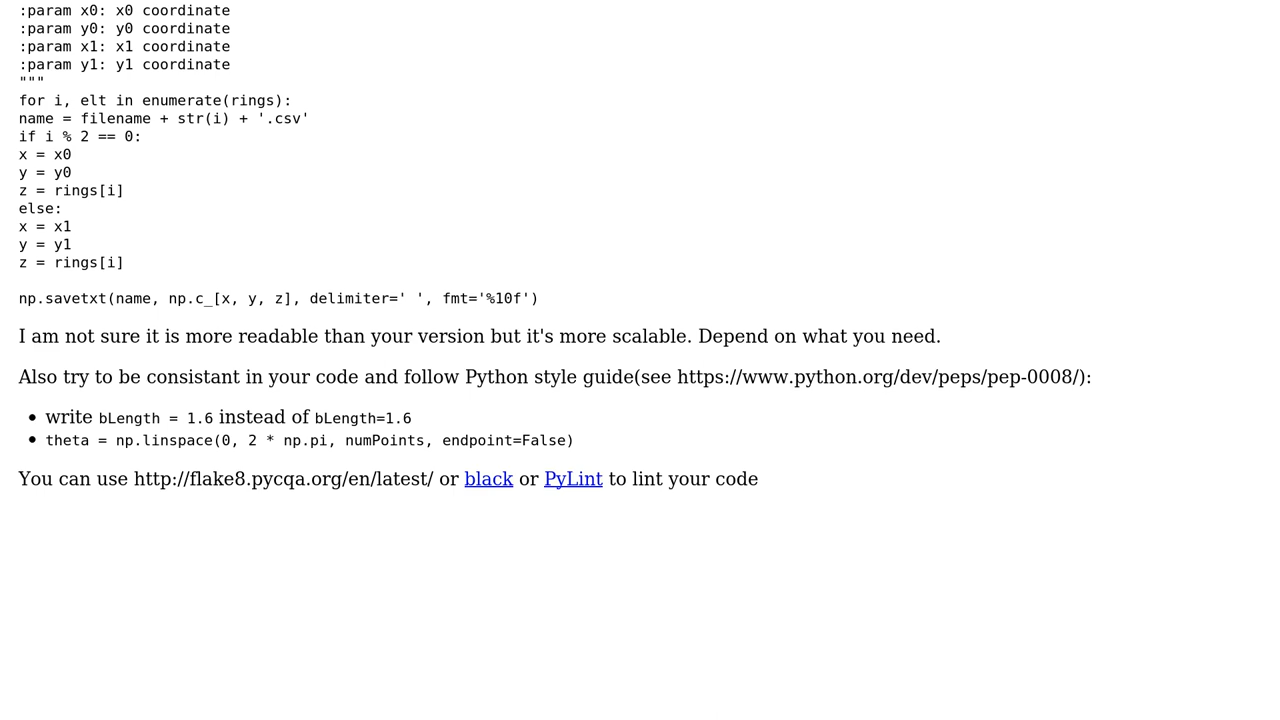 :param x0: x0 coordinate
:param y0: y0 coordinate
:param x1: x1 coordinate
:param y1: y1 coordinate
"""
for i, elt in enumerate(rings):
name = filename + str(i) + '.csv'
if i % 2 == 0:
x = x0
y = y0
z = rings[i]
else:
x = x1
y = y1
z = rings[i]
np.savetxt(name, np.c_[x, y, z], delimiter=' ', fmt='%10f')
I am not sure it is more readable than your version but it's more scalable. Depend on what you need.
Also try to be consistant in your code and follow Python style guide(see https://www.python.org/dev/peps/pep-0008/):
• write bLength = 1.6 instead of bLength=1.6
• theta = np.linspace(0, 2 * np.pi, numPoints, endpoint=False)
You can use http://flake8.pycqa.org/en/latest/ or black or PyLint to lint your code